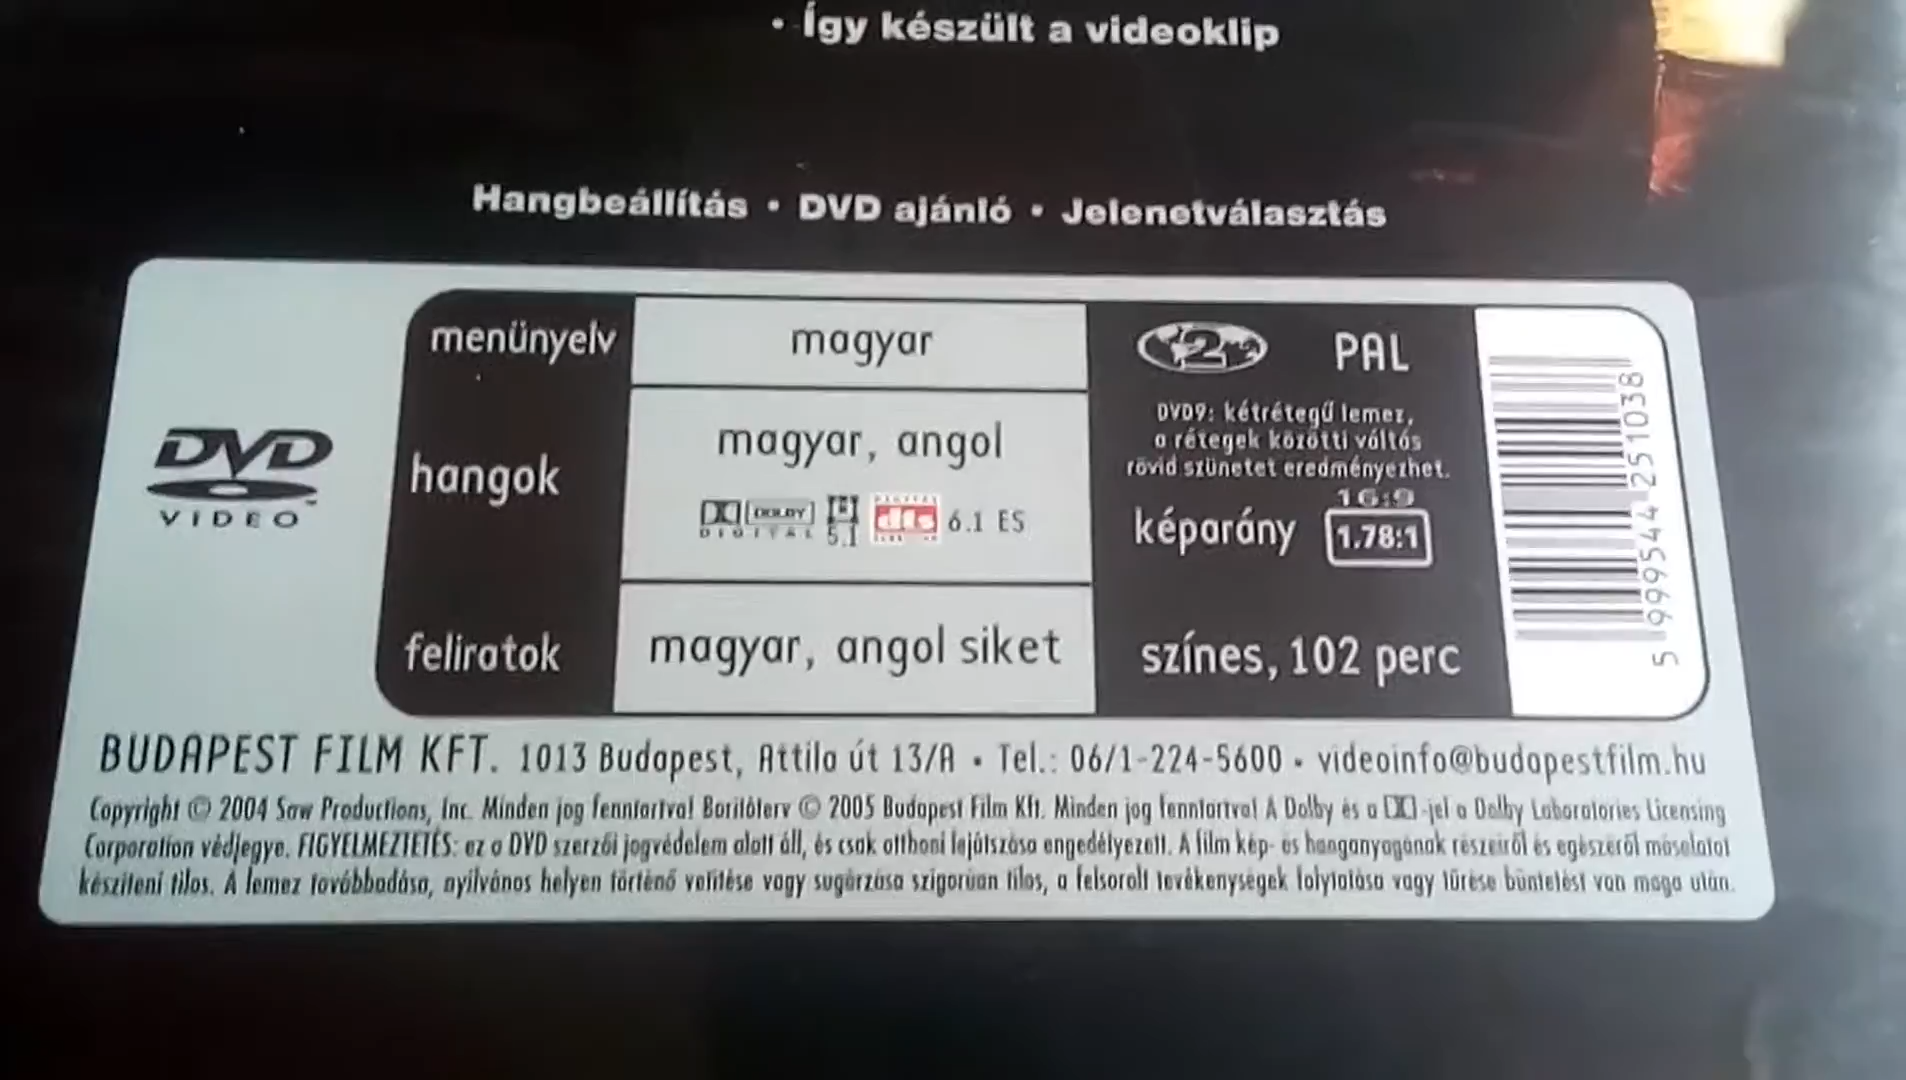 • Így készült a videoklip
Hangbeállítás • DVD ajánló • Jelenetválasztás
DVD
VIDEO
menünyelv
magyar
hangok
magyar, angol
DOLBY
DIGITAL
5.1
dts
6.1 ES
feliratok
magyar, angol siket
2
PAL
DVD9: kétrétegű lemez,
a rétegek közötti váltás
rövid szünetet eredményezhet.
képarány
16:9
1.78:1
színes, 102 perc
5 999544 251038
BUDAPEST FILM KFT. 1013 Budapest, Attila út 13/A • Tel.: 06/1-224-5600 • videoinfo@budapestfilm.hu
Copyright © 2004 Saw Productions, Inc. Minden jog fenntartva! Borítóterv © 2005 Budapest Film Kft. Minden jog fenntartva! A Dolby és a -jel a Dolby Laboratories Licensing
Corporation védjegye. FIGYELMEZTETÉS: ez a DVD szerzői jogvédelem alatt áll, és csak otthoni lejátszása engedélyezett. A film kép- és hanganyagának részeiről és egészéről másolatot
készíteni tilos. A lemez továbbadása, nyilvános helyen történő vetítése vagy sugárzása szigorúan tilos, a felsorolt tevékenységek folytatása vagy tűrése büntetést von maga után.